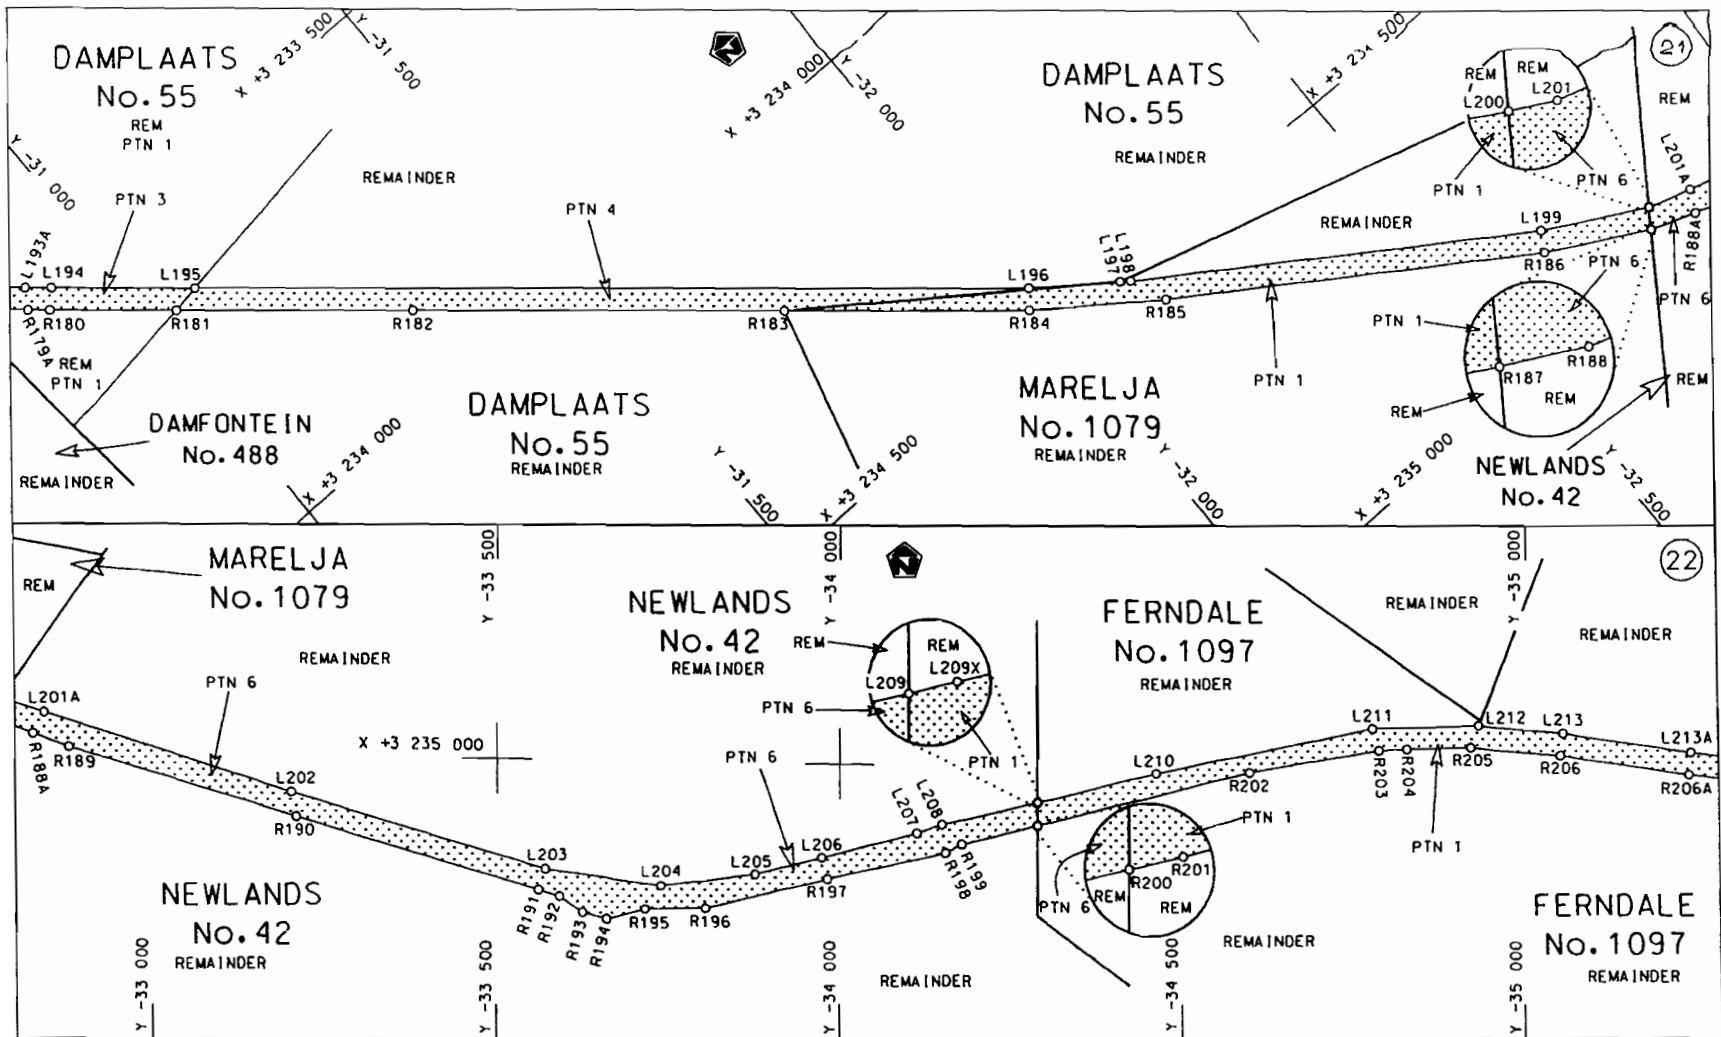 DAMPLAATS
No.55
REM
PTN 1
X +3 233 500
Y -31 500
X +3 234 000
Y -32 000
DAMPLAATS
No.55
REMAINDER
X +3 234 500
21
REM
REM
L200
L201
PTN 1
PTN 6
REM
Y -31 000
PTN 3
REMAINDER
PTN 4
REMAINDER
L193A
L194
L195
L196
L197
L198
L199
L201A
R179A
R180
R181
R182
R183
R184
R185
R186
R188A
PTN 6
PTN 6
PTN 1
PTN 1
R187
R188
REM
REM
REM
REM
PTN 1
DAMFONTEIN
No.488
REMAINDER
X +3 234 000
DAMPLAATS
No.55
REMAINDER
Y -31 500
X +3 234 500
MARELJA
No.1079
REMAINDER
Y -32 000
X +3 235 000
NEWLANDS
No.42
Y -32 500
MARELJA
No.1079
REM
REMAINDER
Y -33 500
N
NEWLANDS
No.42
REMAINDER
Y -34 000
REM
REM
L209
L209X
PTN 6
PTN 1
FERNDALE
No.1097
REMAINDER
REMAINDER
Y -35 000
22
REMAINDER
PTN 6
X +3 235 000
PTN 6
L201A
L202
L203
L204
L205
L206
L207
L208
L210
L211
L212
L213
L213A
R188A
R189
R190
R191
R192
R193
R194
R195
R196
R197
R198
R199
R202
R203
R204
R205
R206
R206A
PTN 1
PTN 1
R200
R201
PTN 6
REM
REM
NEWLANDS
No.42
REMAINDER
REMAINDER
REMAINDER
FERNDALE
No.1097
REMAINDER
Y -33 000
Y -33 500
Y -34 000
Y -34 500
Y -35 000